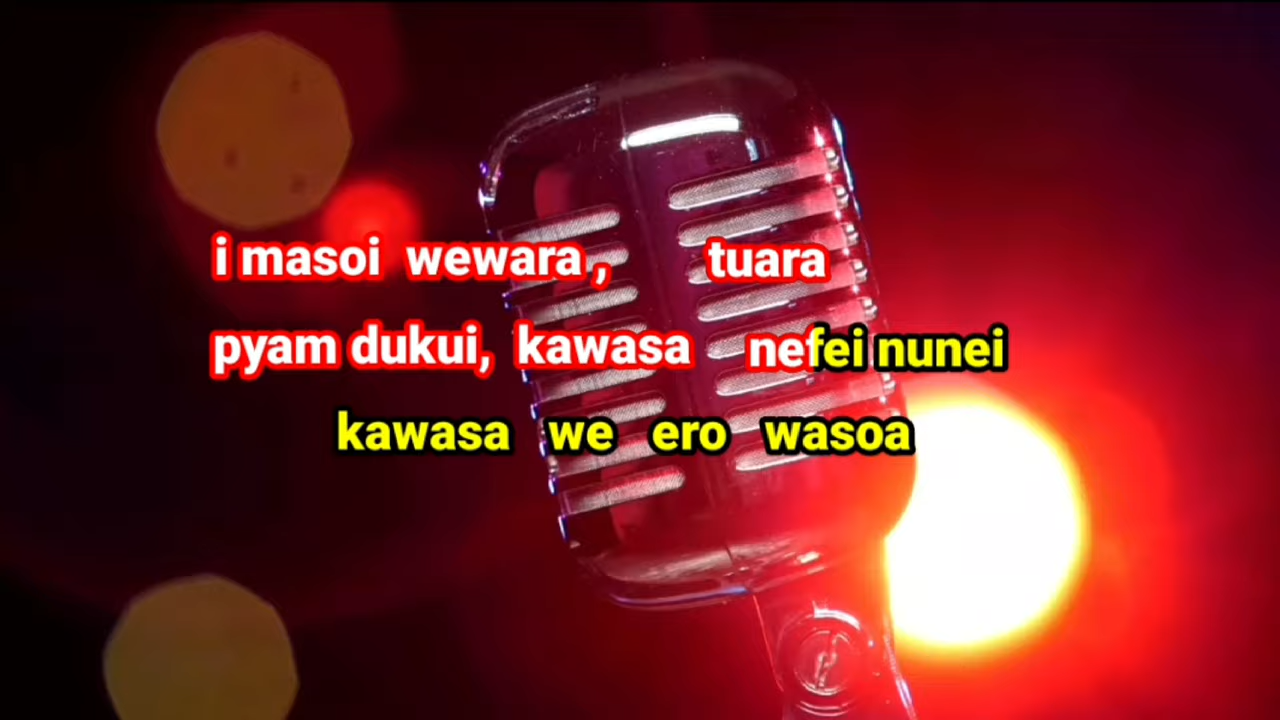 i masoi wewara , tuara
pyam dukui, kawasa nefei nunei
kawasa we ero wasoa